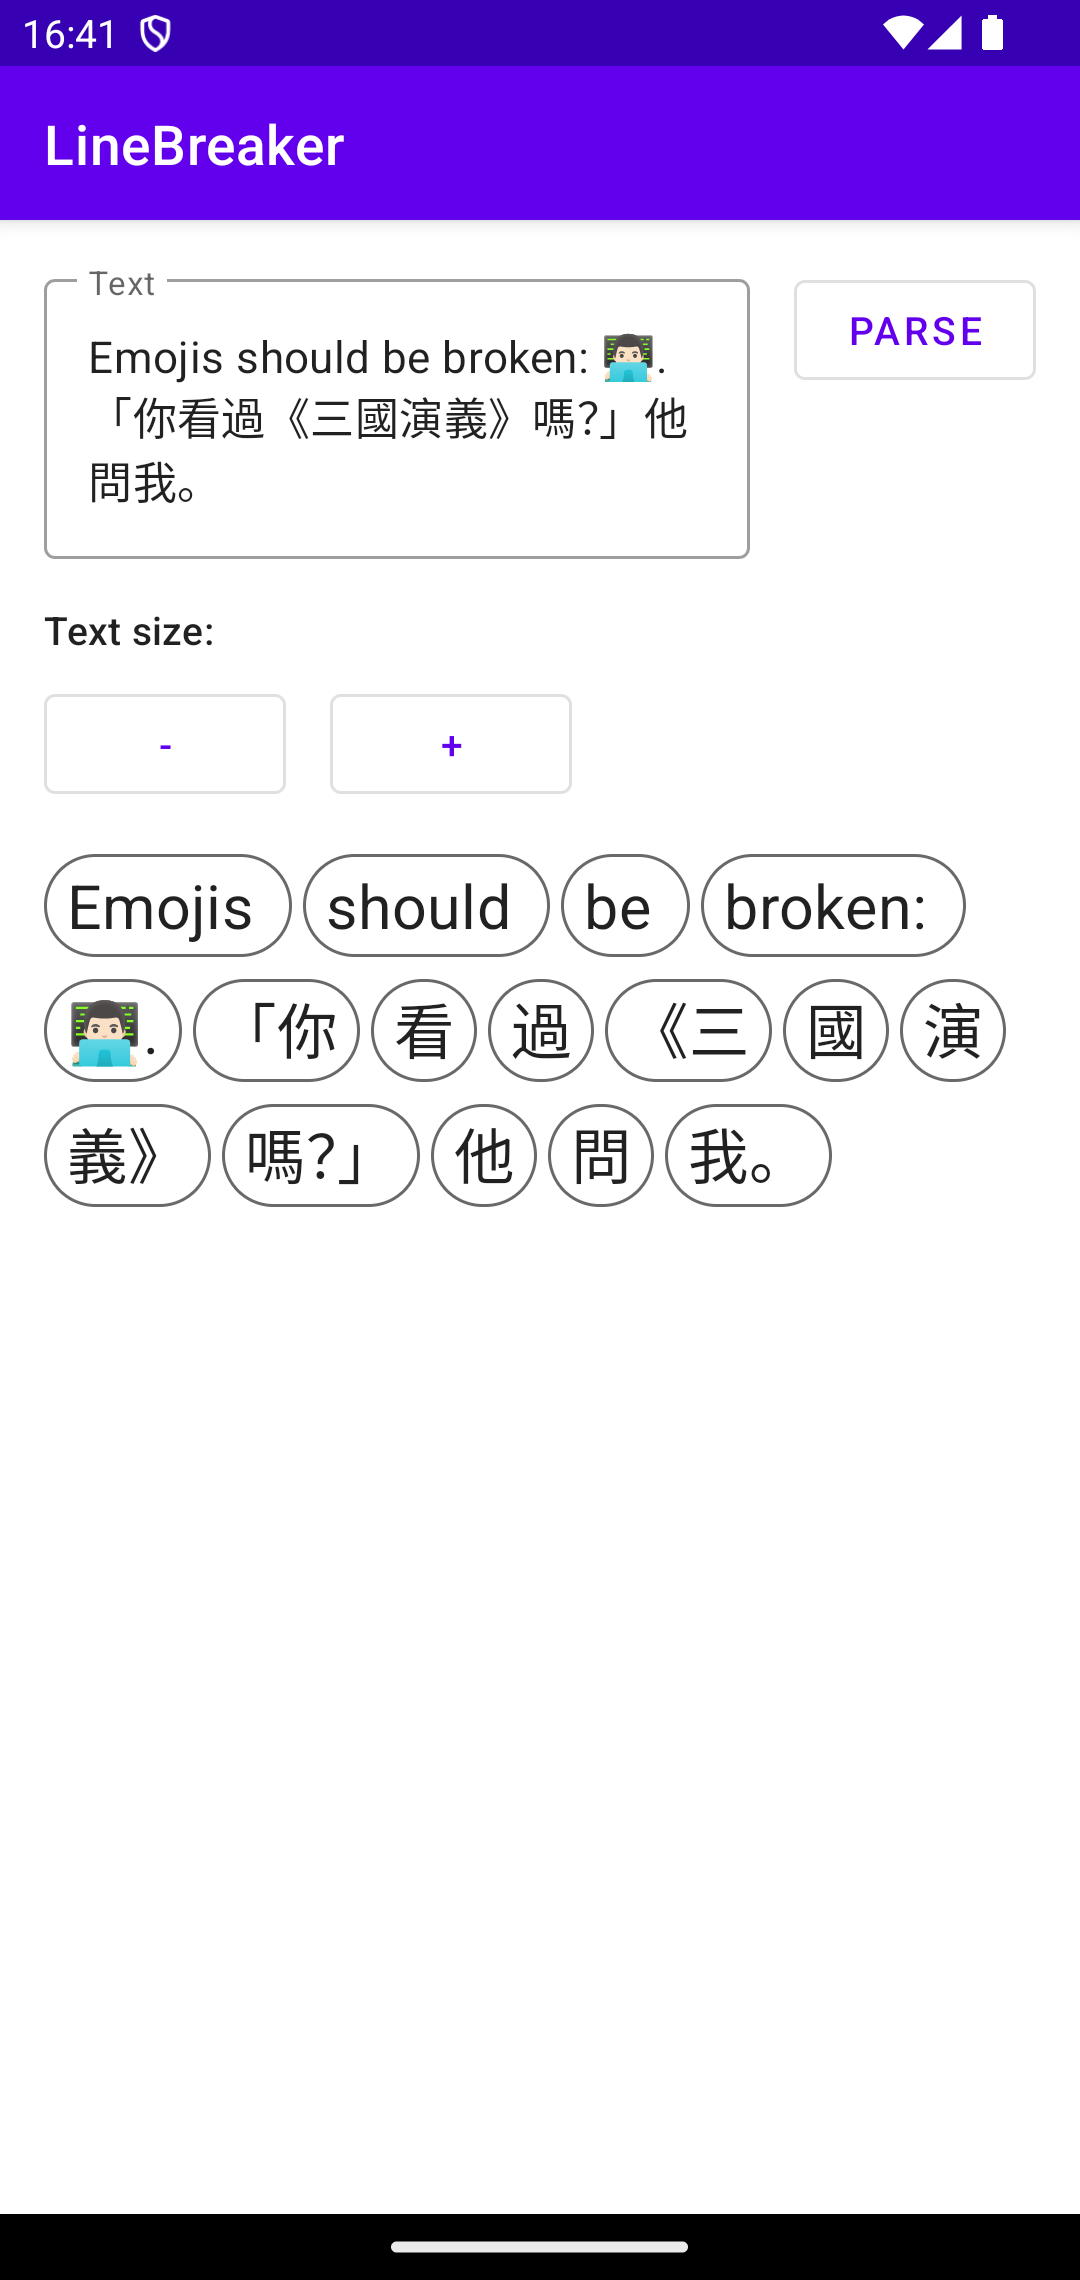 16:41
LineBreaker
Text
Emojis should be broken: 👨🏻‍💻.
「你看過《三國演義》嗎？」他
問我。
PARSE
Text size:
- +
Emojis should be broken:
👨🏻‍💻. 「你 看 過 《三 國 演
義》 嗎？」 他 問 我。